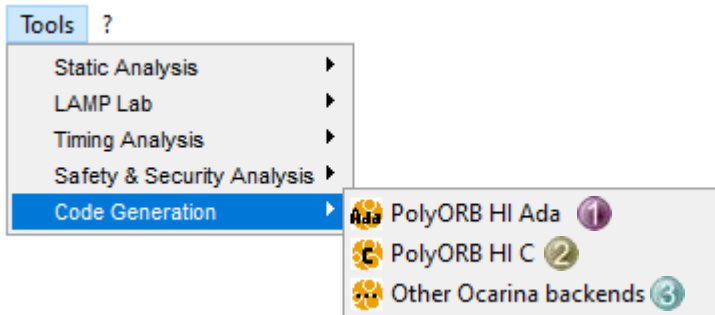 Tools ?
Static Analysis
LAMP Lab
Timing Analysis
Safety & Security Analysis
Code Generation
Ada PolyORB HI Ada 1
C PolyORB HI C 2
Other Ocarina backends 3